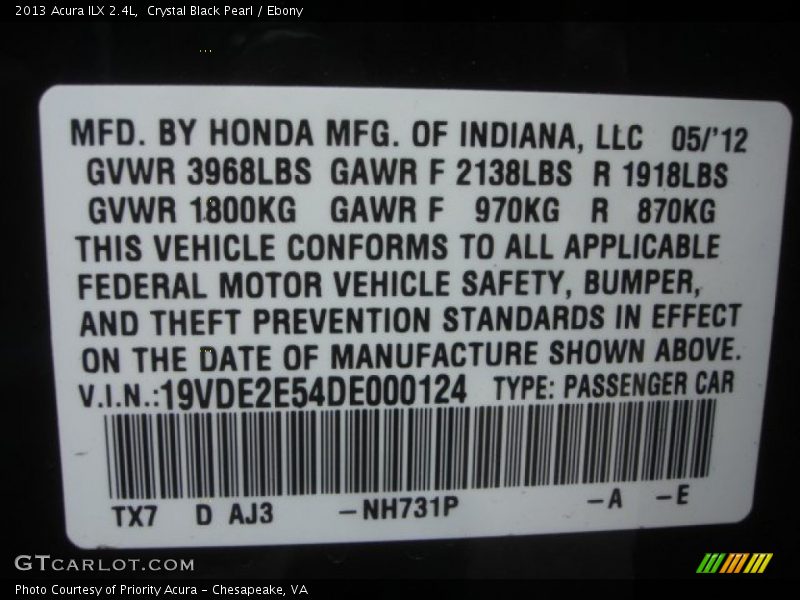 2013 Acura ILX 2.4L,  Crystal Black Pearl / Ebony
MFD. BY HONDA MFG. OF INDIANA, LLC 05/'12
GVWR 3968LBS GAWR F 2138LBS R 1918LBS
GVWR 1800KG GAWR F 970KG R 870KG
THIS VEHICLE CONFORMS TO ALL APPLICABLE
FEDERAL MOTOR VEHICLE SAFETY, BUMPER,
AND THEFT PREVENTION STANDARDS IN EFFECT
ON THE DATE OF MANUFACTURE SHOWN ABOVE.
V.I.N.:19VDE2E54DE000124 TYPE: PASSENGER CAR
TX7 D AJ3 -NH731P -A -E
GTCARLOT.COM
Photo Courtesy of Priority Acura - Chesapeake, VA